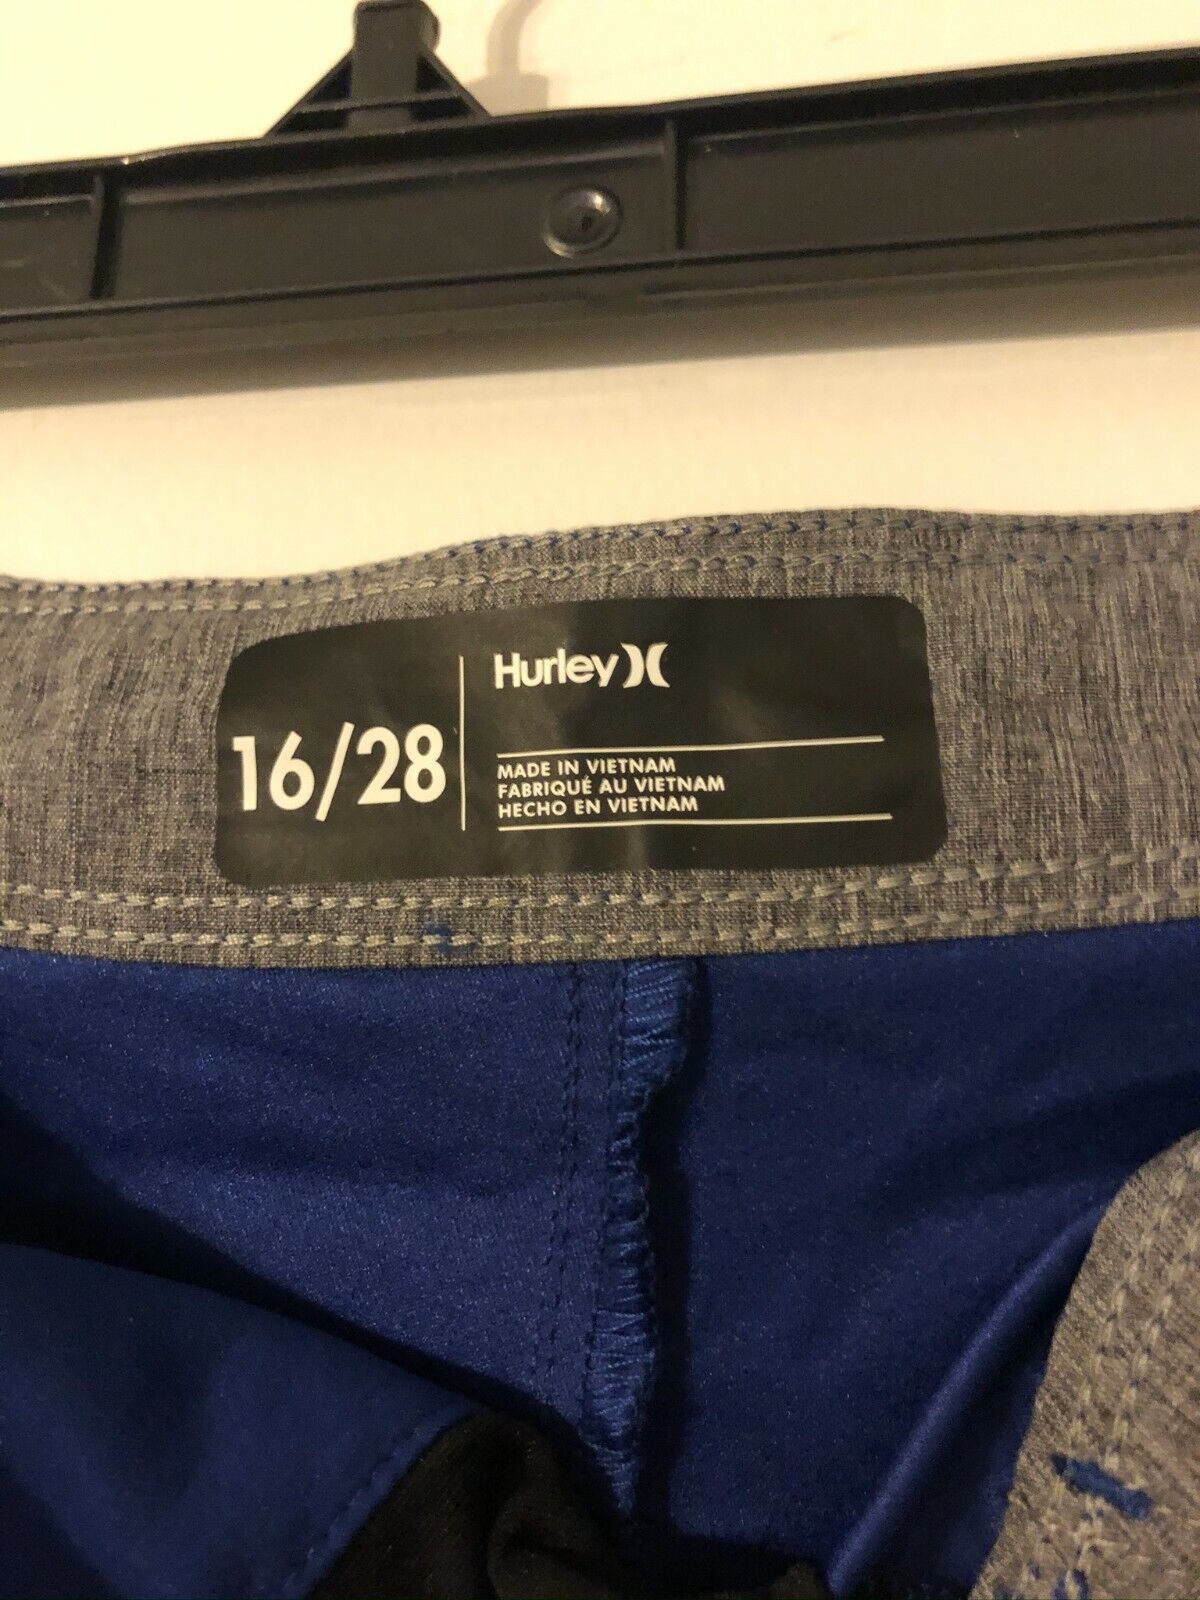 16/28
Hurley
MADE IN VIETNAM
FABRIQUÉ AU VIETNAM
HECHO EN VIETNAM